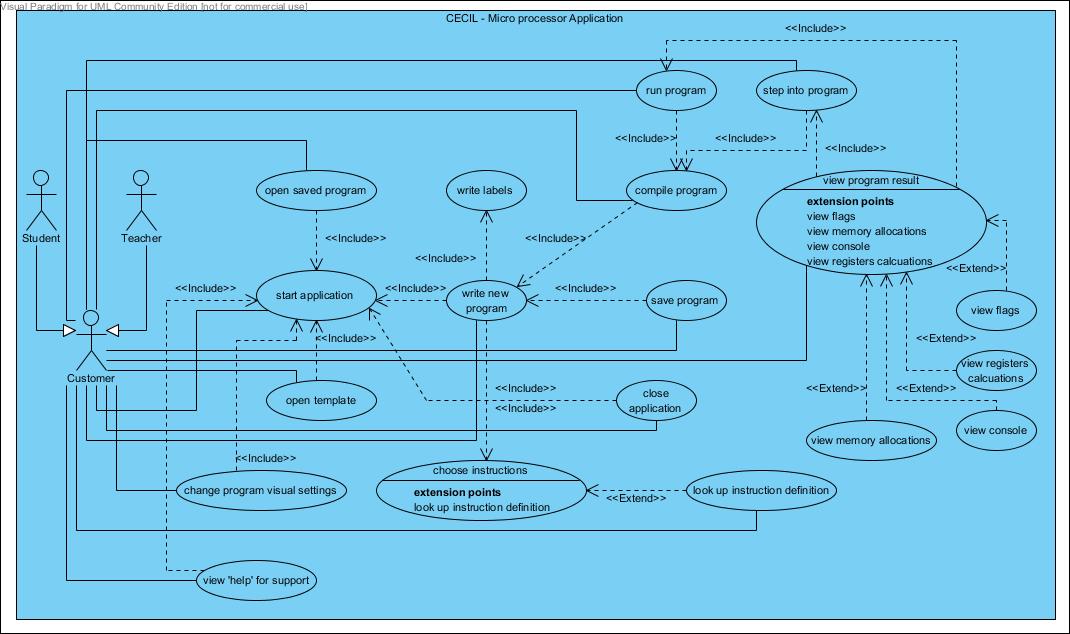 Visual Paradigm for UML Community Edition [not for commercial use]
CECIL - Micro processor Application
<<Include>>
run program
step into program
<<Include>>
<<Include>>
<<Include>>
open saved program
write labels
compile program
view program result
extension points
view flags
view memory allocations
view console
view registers calcuations
Student
Teacher
<<Include>>
<<Include>>
<<Include>>
<<Extend>>
<<Include>>
start application
<<Include>>
write new
program
<<Include>>
save program
view flags
<<Include>>
<<Extend>>
Customer
view registers
calcuations
open template
<<Include>>
<<Include>>
close
application
<<Extend>>
<<Extend>>
view memory allocations
view console
<<Include>>
choose instructions
extension points
look up instruction definition
<<Extend>>
look up instruction definition
change program visual settings
view 'help' for support